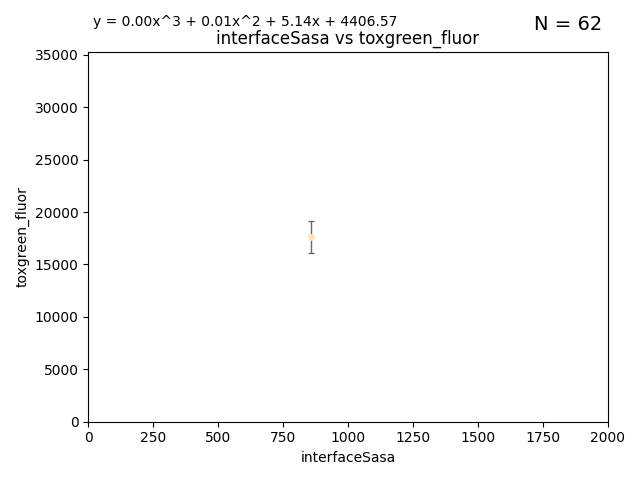 y = 0.00x^3 + 0.01x^2 + 5.14x + 4406.57
N = 62
interfaceSasa vs toxgreen_fluor
35000
30000
25000
20000
15000
10000
5000
0
toxgreen_fluor
0 250 500 750 1000 1250 1500 1750 2000
interfaceSasa